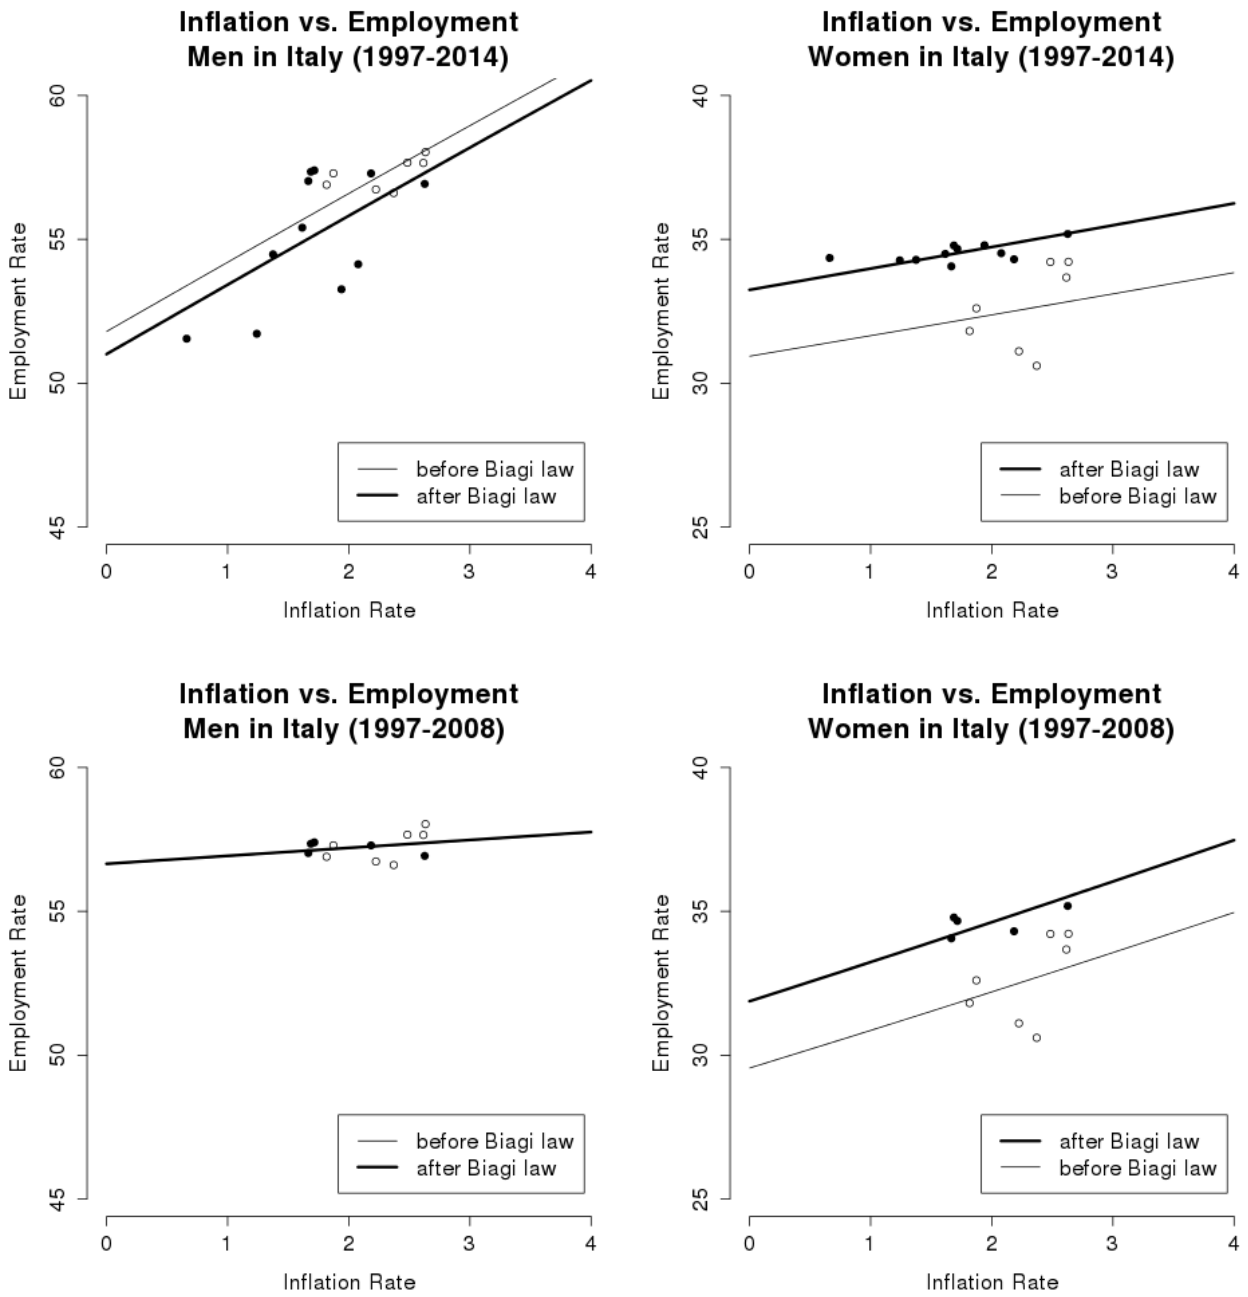 Inflation vs. Employment
Men in Italy (1997-2014)
Employment Rate
60
55
50
45
before Biagi law
after Biagi law
0 1 2 3 4
Inflation Rate
Inflation vs. Employment
Women in Italy (1997-2014)
Employment Rate
40
35
30
25
after Biagi law
before Biagi law
0 1 2 3 4
Inflation Rate
Inflation vs. Employment
Men in Italy (1997-2008)
Employment Rate
60
55
50
45
before Biagi law
after Biagi law
0 1 2 3 4
Inflation Rate
Inflation vs. Employment
Women in Italy (1997-2008)
Employment Rate
40
35
30
25
after Biagi law
before Biagi law
0 1 2 3 4
Inflation Rate